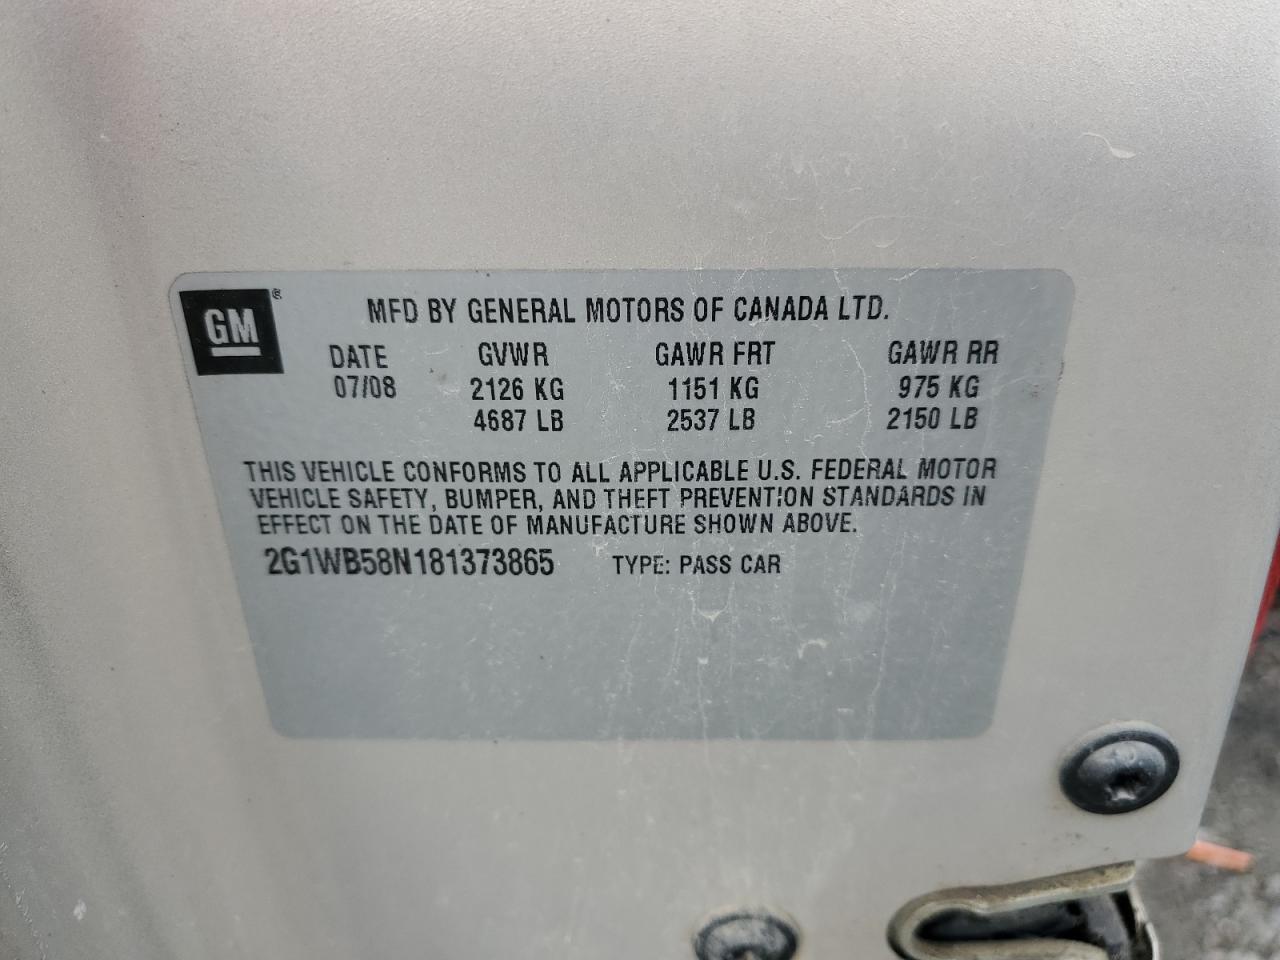 GM®
MFD BY GENERAL MOTORS OF CANADA LTD.
DATE GVWR GAWR FRT GAWR RR
07/08 2126 KG 1151 KG 975 KG
4687 LB 2537 LB 2150 LB
THIS VEHICLE CONFORMS TO ALL APPLICABLE U.S. FEDERAL MOTOR
VEHICLE SAFETY, BUMPER, AND THEFT PREVENTION STANDARDS IN
EFFECT ON THE DATE OF MANUFACTURE SHOWN ABOVE.
2G1WB58N181373865 TYPE: PASS CAR